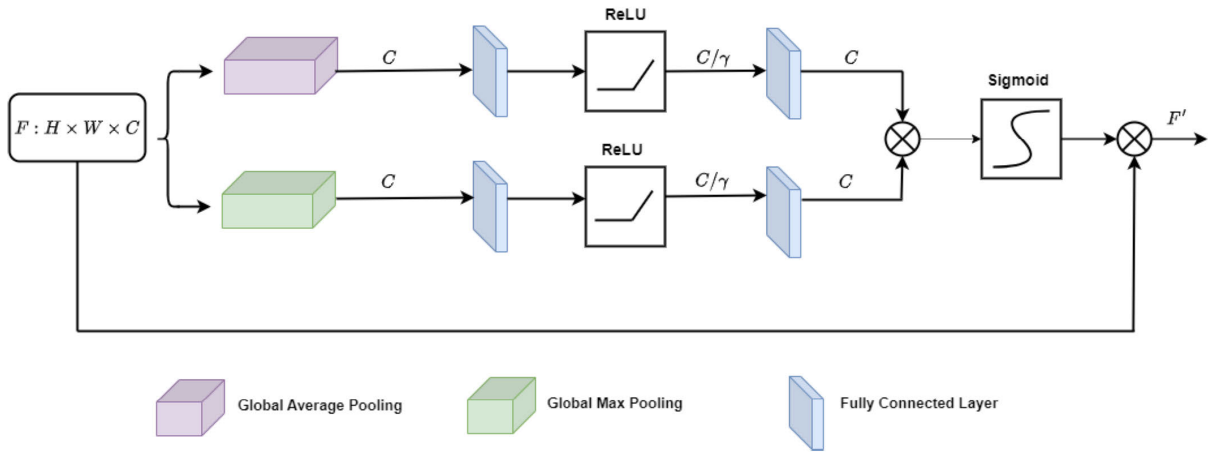 ReLU
C
C/γ
C
Sigmoid
F : H × W × C
F′
ReLU
C
C/γ
C
Global Average Pooling
Global Max Pooling
Fully Connected Layer